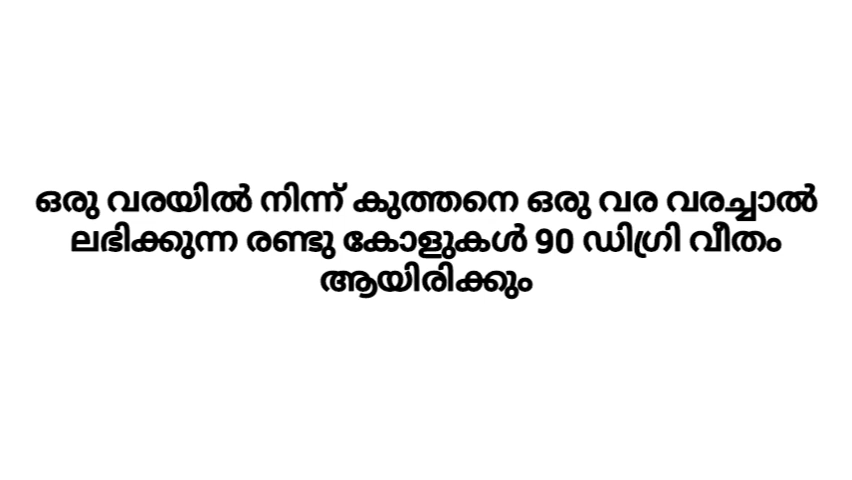 ഒരു വരയിൽ നിന്ന് കുത്തനെ ഒരു വര വരച്ചാൽ
ലഭിക്കുന്ന രണ്ടു കോളുകൾ 90 ഡിഗ്രി വീതം
ആയിരിക്കും